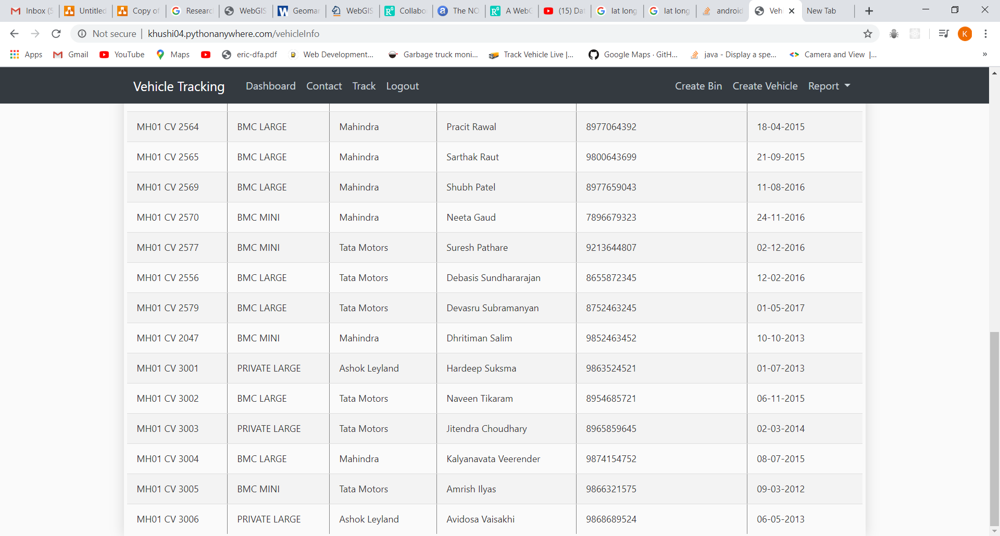 Inbox (5 Untitled Copy of Researc WebGIS Geomar WebGIS Collabo The NO A WebG (15) Dat lat long lat long android Vehi New Tab
Not secure | khushi04.pythonanywhere.com/vehicleInfo K
Apps Gmail YouTube Maps eric-dfa.pdf Web Development... Garbage truck moni... Track Vehicle Live |... Google Maps · GitH... java - Display a spe... Camera and View |... »
Vehicle Tracking Dashboard Contact Track Logout Create Bin Create Vehicle Report
MH01 CV 2564 BMC LARGE Mahindra Pracit Rawal 8977064392 18-04-2015
MH01 CV 2565 BMC LARGE Mahindra Sarthak Raut 9800643699 21-09-2015
MH01 CV 2569 BMC LARGE Mahindra Shubh Patel 8977659043 11-08-2016
MH01 CV 2570 BMC MINI Mahindra Neeta Gaud 7896679323 24-11-2016
MH01 CV 2577 BMC MINI Tata Motors Suresh Pathare 9213644807 02-12-2016
MH01 CV 2556 BMC LARGE Tata Motors Debasis Sundhararajan 8655872345 12-02-2016
MH01 CV 2579 BMC LARGE Tata Motors Devasru Subramanyan 8752463245 01-05-2017
MH01 CV 2047 BMC MINI Mahindra Dhritiman Salim 9852463452 10-10-2013
MH01 CV 3001 PRIVATE LARGE Ashok Leyland Hardeep Suksma 9863524521 01-07-2013
MH01 CV 3002 BMC LARGE Tata Motors Naveen Tikaram 8954685721 06-11-2015
MH01 CV 3003 PRIVATE LARGE Tata Motors Jitendra Choudhary 8965859645 02-03-2014
MH01 CV 3004 BMC LARGE Mahindra Kalyanavata Veerender 9874154752 08-07-2015
MH01 CV 3005 BMC MINI Tata Motors Amrish Ilyas 9866321575 09-03-2012
MH01 CV 3006 PRIVATE LARGE Ashok Leyland Avidosa Vaisakhi 9868689524 06-05-2013